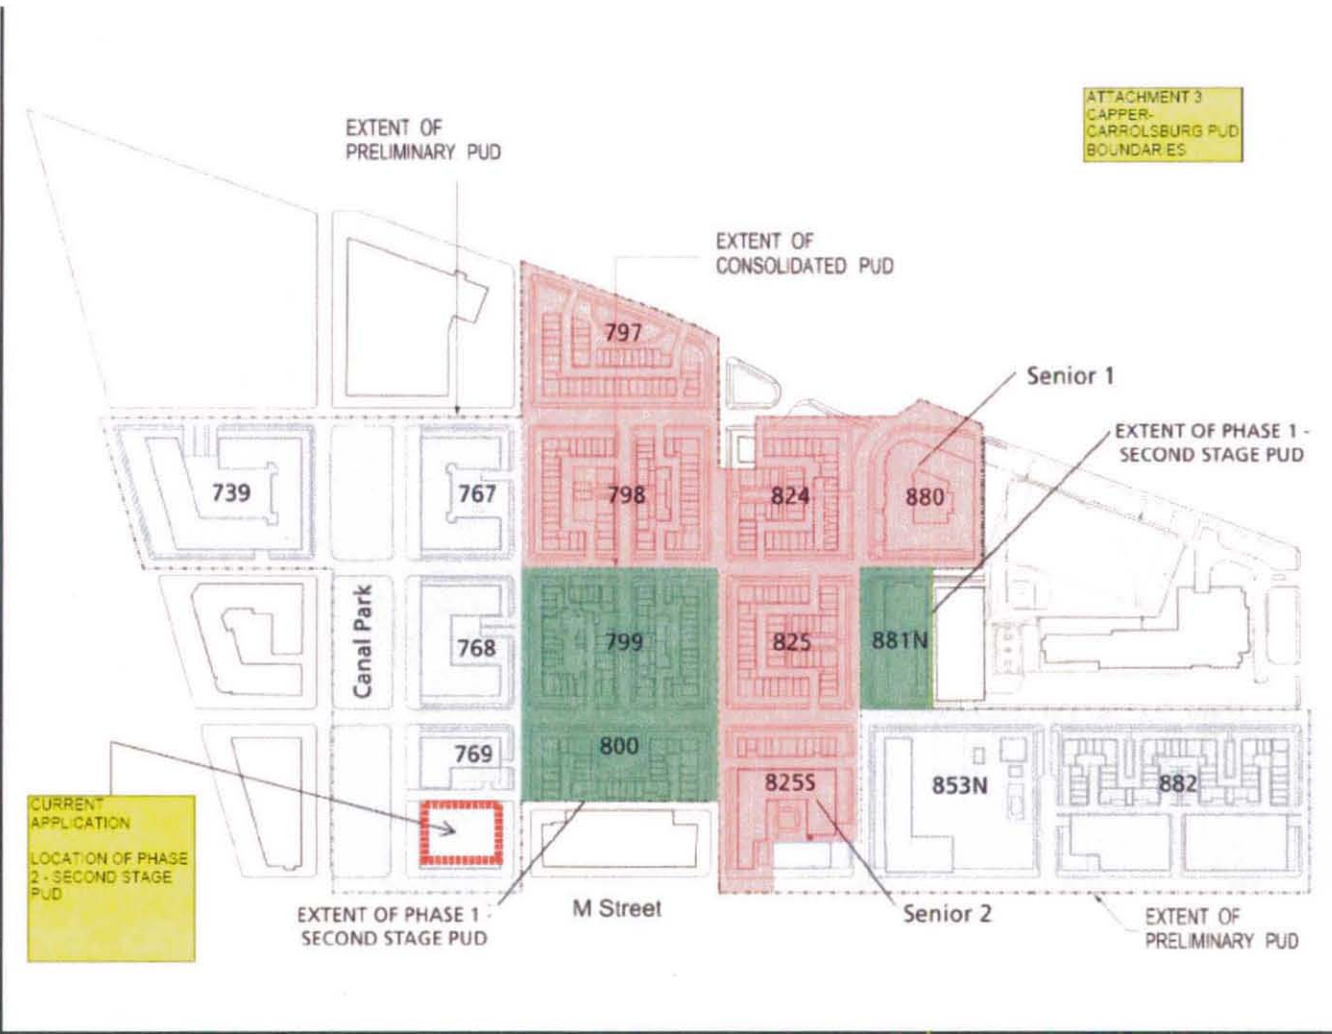 ATTACHMENT 3
CAPPER-
CARROLSBURG PUD
BOUNDARIES
EXTENT OF
PRELIMINARY PUD
EXTENT OF
CONSOLIDATED PUD
797
Senior 1
EXTENT OF PHASE 1 -
SECOND STAGE PUD
739
767
798
824
880
Canal Park
768
799
825
881N
769
800
825S
853N
882
CURRENT
APPLICATION
LOCATION OF PHASE
2 - SECOND STAGE
PUD
EXTENT OF PHASE 1 -
SECOND STAGE PUD
M Street
Senior 2
EXTENT OF
PRELIMINARY PUD